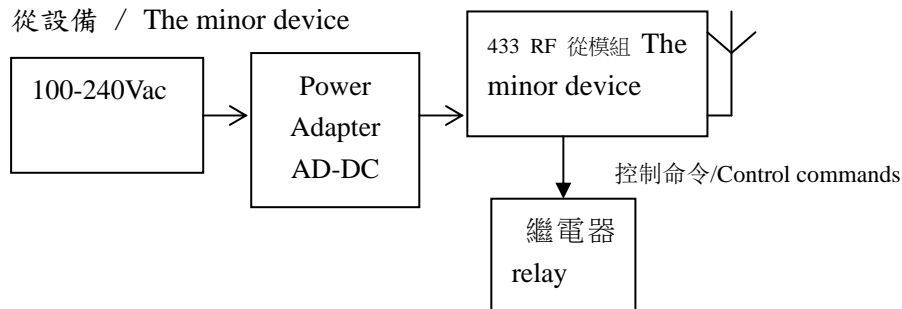 從設備 / The minor device
100-240Vac
Power
Adapter
AD-DC
433 RF 從模組 The
minor device
控制命令/Control commands
繼電器
relay